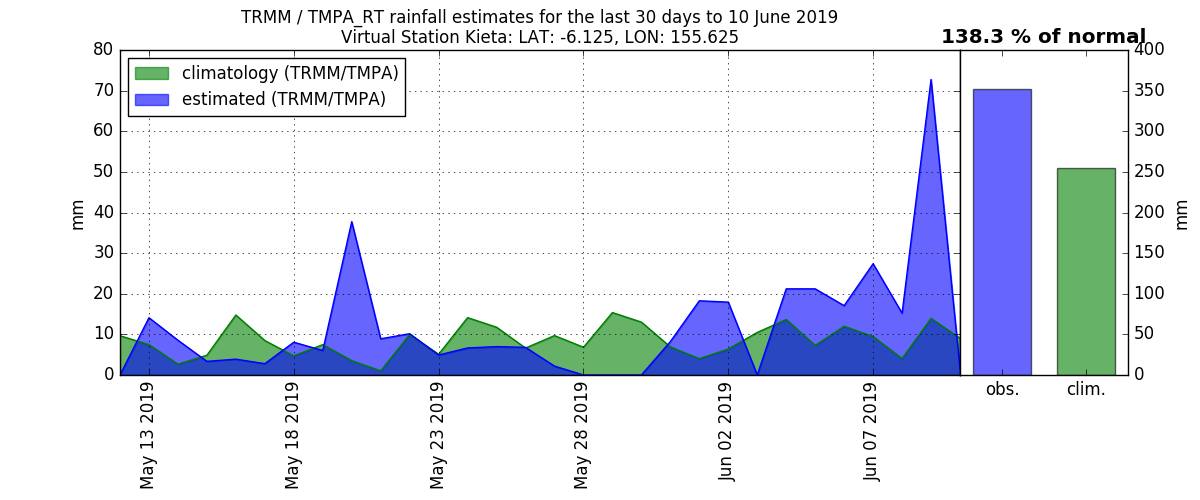 TRMM / TMPA_RT rainfall estimates for the last 30 days to 10 June 2019
Virtual Station Kieta: LAT: -6.125, LON: 155.625
138.3 % of normal
climatology (TRMM/TMPA)
estimated (TRMM/TMPA)
80
70
60
50
40
30
20
10
0
mm
May 13 2019
May 18 2019
May 23 2019
May 28 2019
Jun 02 2019
Jun 07 2019
400
350
300
250
200
150
100
50
0
mm
obs.
clim.